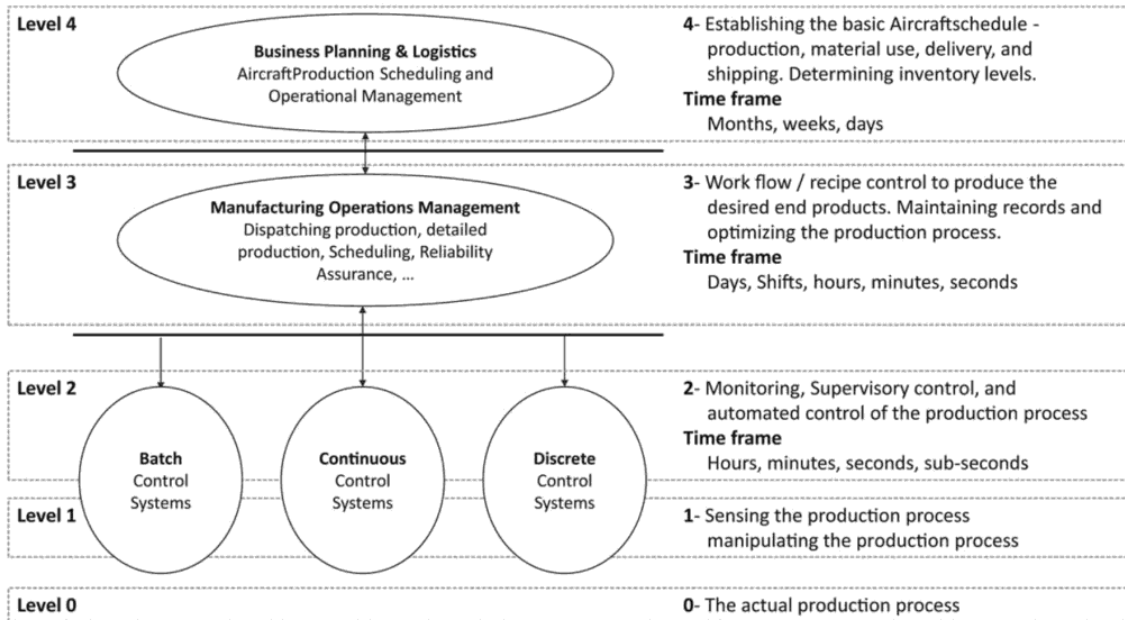 Level 4
Business Planning & Logistics
AircraftProduction Scheduling and
Operational Management
4- Establishing the basic Aircraftschedule -
production, material use, delivery, and
shipping. Determining inventory levels.
Time frame
Months, weeks, days
Level 3
Manufacturing Operations Management
Dispatching production, detailed
production, Scheduling, Reliability
Assurance, ...
3- Work flow / recipe control to produce the
desired end products. Maintaining records and
optimizing the production process.
Time frame
Days, Shifts, hours, minutes, seconds
Level 2
Batch
Control
Systems
Continuous
Control
Systems
Discrete
Control
Systems
2- Monitoring, Supervisory control, and
automated control of the production process
Time frame
Hours, minutes, seconds, sub-seconds
Level 1
1- Sensing the production process
manipulating the production process
Level 0
0- The actual production process